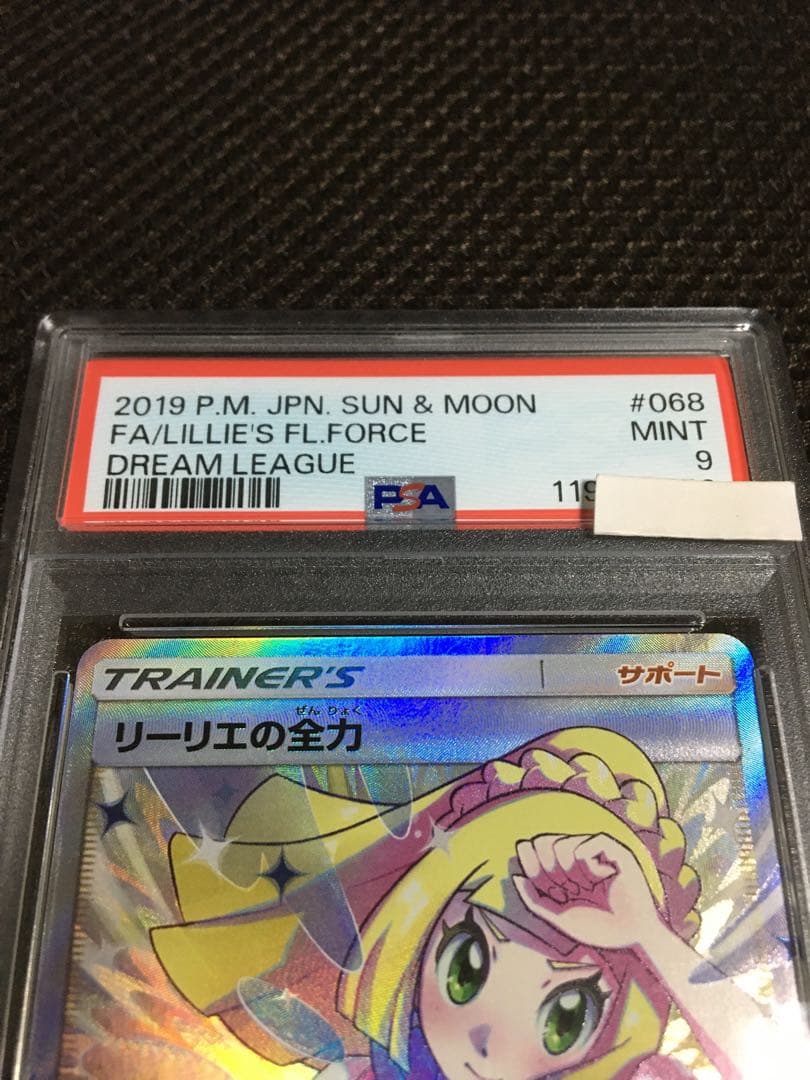 2019 P.M. JPN. SUN & MOON #068
FA/LILLIE'S FL.FORCE MINT
DREAM LEAGUE 9
PSA
119
TRAINER'S サポート
ぜん りょく
リーリエの全力